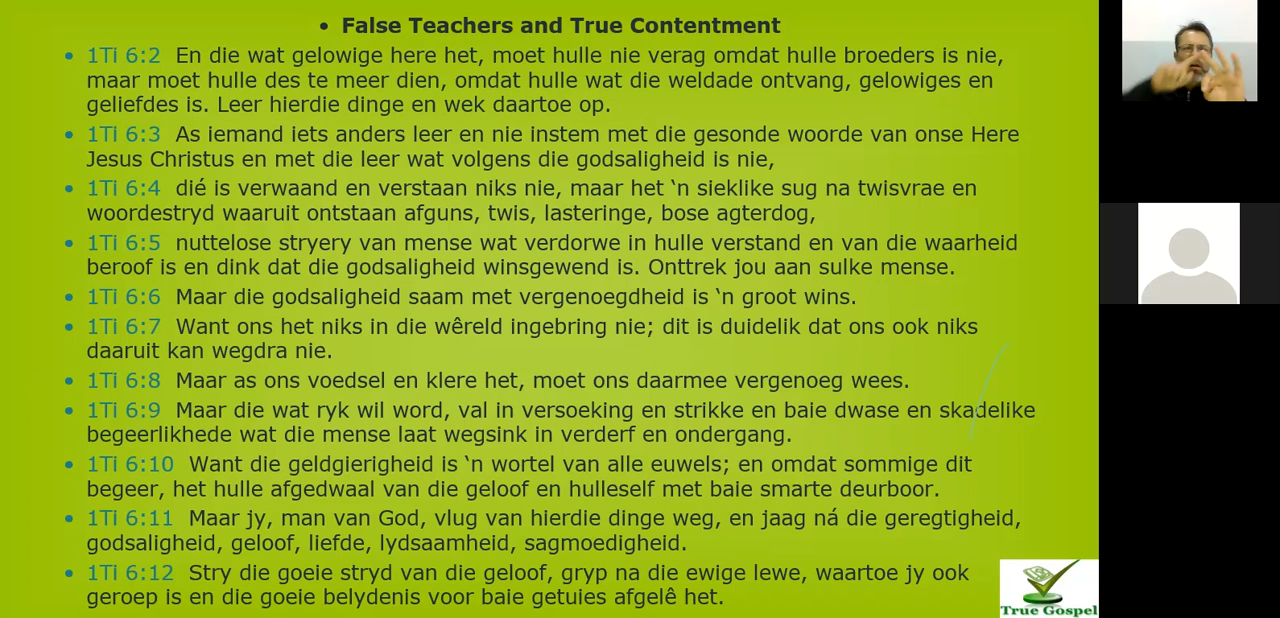 • False Teachers and True Contentment
• 1Ti 6:2 En die wat gelowige here het, moet hulle nie verag omdat hulle broeders is nie,
maar moet hulle des te meer dien, omdat hulle wat die weldade ontvang, gelowiges en
geliefdes is. Leer hierdie dinge en wek daartoe op.
• 1Ti 6:3 As iemand iets anders leer en nie instem met die gesonde woorde van onse Here
Jesus Christus en met die leer wat volgens die godsaligheid is nie,
• 1Ti 6:4 dié is verwaand en verstaan niks nie, maar het ‘n sieklike sug na twisvrae en
woordestryd waaruit ontstaan afguns, twis, lasteringe, bose agterdog,
• 1Ti 6:5 nuttelose stryery van mense wat verdorwe in hulle verstand en van die waarheid
beroof is en dink dat die godsaligheid winsgewend is. Onttrek jou aan sulke mense.
• 1Ti 6:6 Maar die godsaligheid saam met vergenoegdheid is ‘n groot wins.
• 1Ti 6:7 Want ons het niks in die wêreld ingebring nie; dit is duidelik dat ons ook niks
daaruit kan wegdra nie.
• 1Ti 6:8 Maar as ons voedsel en klere het, moet ons daarmee vergenoeg wees.
• 1Ti 6:9 Maar die wat ryk wil word, val in versoeking en strikke en baie dwase en skadelike
begeerlikhede wat die mense laat wegsink in verderf en ondergang.
• 1Ti 6:10 Want die geldgierigheid is ‘n wortel van alle euwels; en omdat sommige dit
begeer, het hulle afgedwaal van die geloof en hulleself met baie smarte deurboor.
• 1Ti 6:11 Maar jy, man van God, vlug van hierdie dinge weg, en jaag ná die geregtigheid,
godsaligheid, geloof, liefde, lydsaamheid, sagmoedigheid.
• 1Ti 6:12 Stry die goeie stryd van die geloof, gryp na die ewige lewe, waartoe jy ook
geroep is en die goeie belydenis voor baie getuies afgelê het.
True Gospel